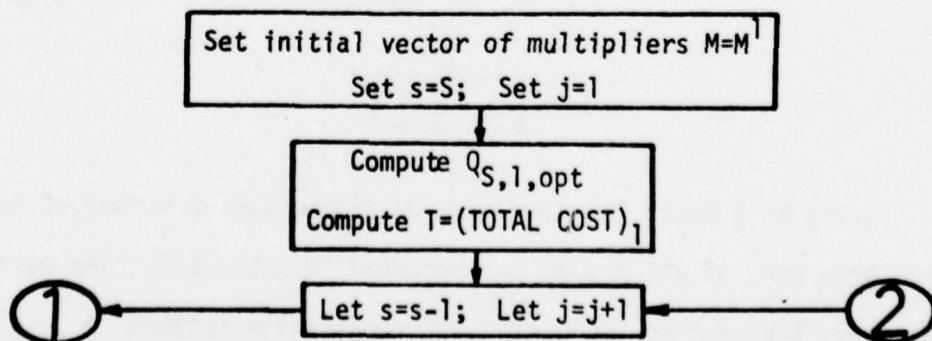 Set initial vector of multipliers M=M¹
Set s=S; Set j=1
Compute Q_S,1,opt
Compute T=(TOTAL COST)₁
1
Let s=s-1; Let j=j+1
2